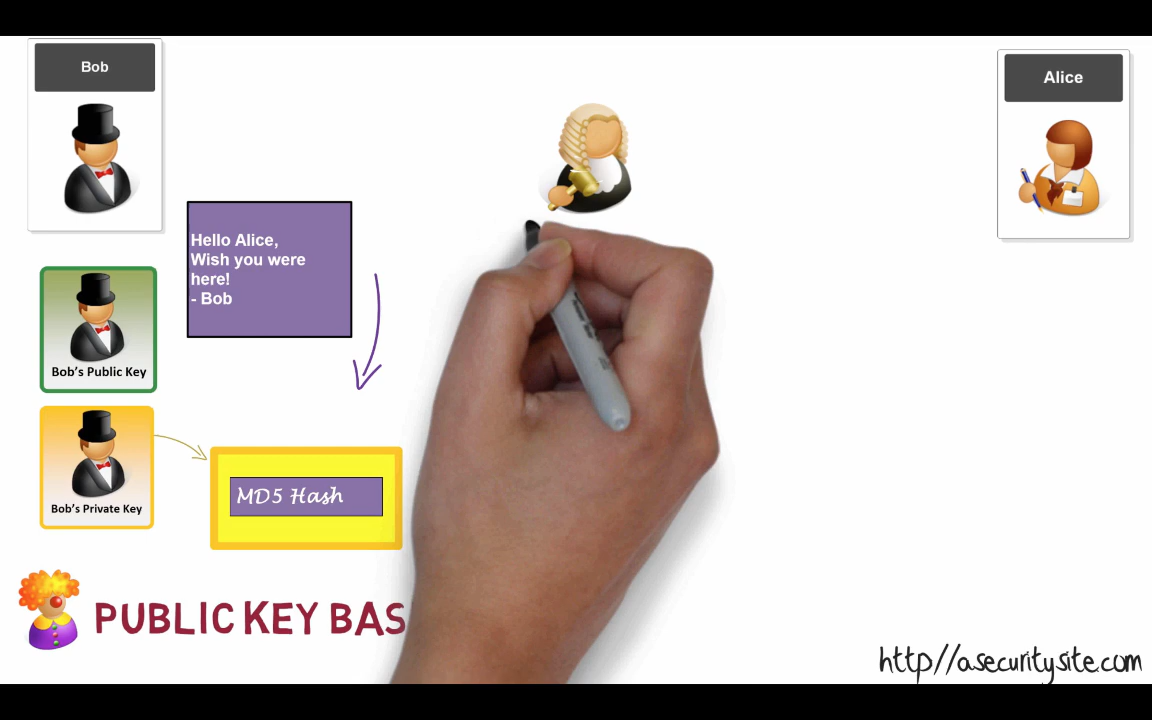 Bob
Alice
Hello Alice,
Wish you were
here!
- Bob
Bob's Public Key
Bob's Private Key
MD5 Hash
PUBLIC KEY BAS
http//asecuritysite.com